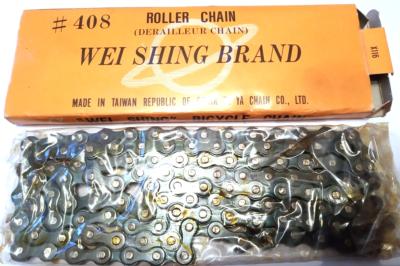 # 408
ROLLER CHAIN
(DERAILLEUR CHAIN)
WEI SHING BRAND
MADE IN TAIWAN REPUBLIC OF YA CHAIN CO., LTD.
"WEI SHING" BICYCLE CHAIN